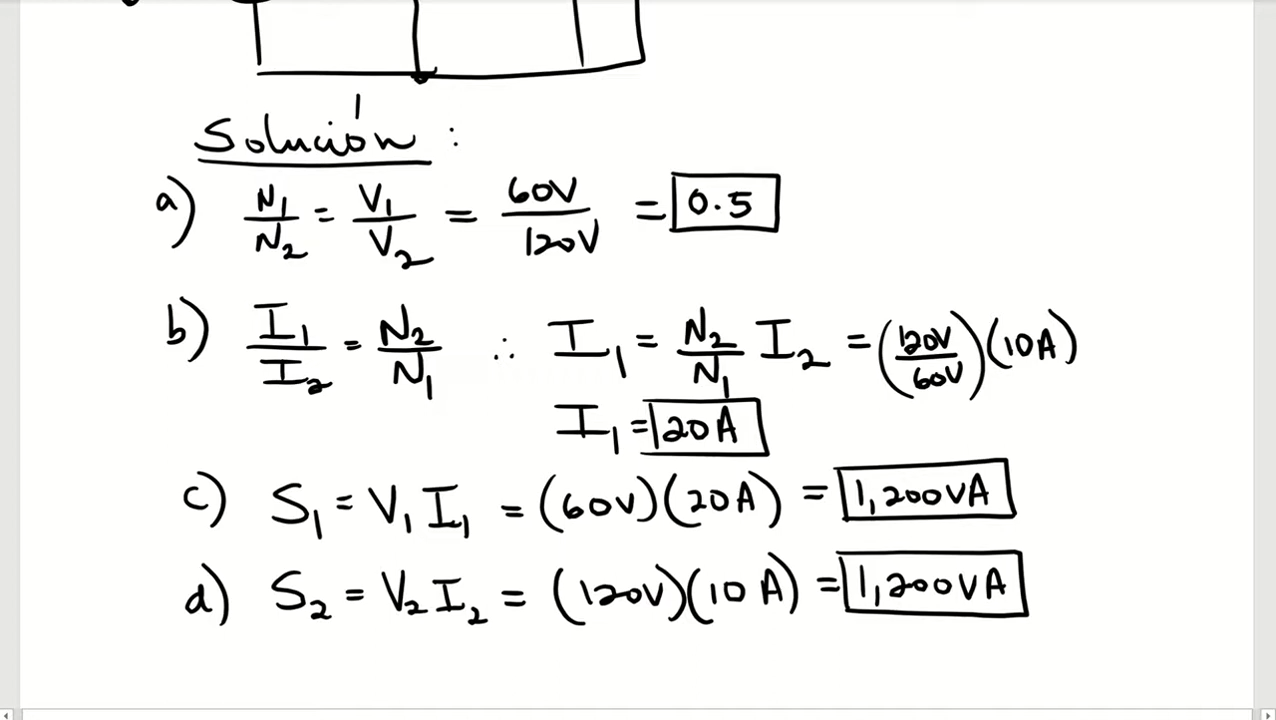 Solución :
a) N₁/N₂ = V₁/V₂ = 60V/120V = 0.5
b) I₁/I₂ = N₂/N₁ ∴ I₁ = N₂/N₁ I₂ = (120V/60V)(10A)
I₁ = 20A
c) S₁ = V₁ I₁ = (60V)(20A) = 1,200VA
d) S₂ = V₂ I₂ = (120V)(10A) = 1,200VA